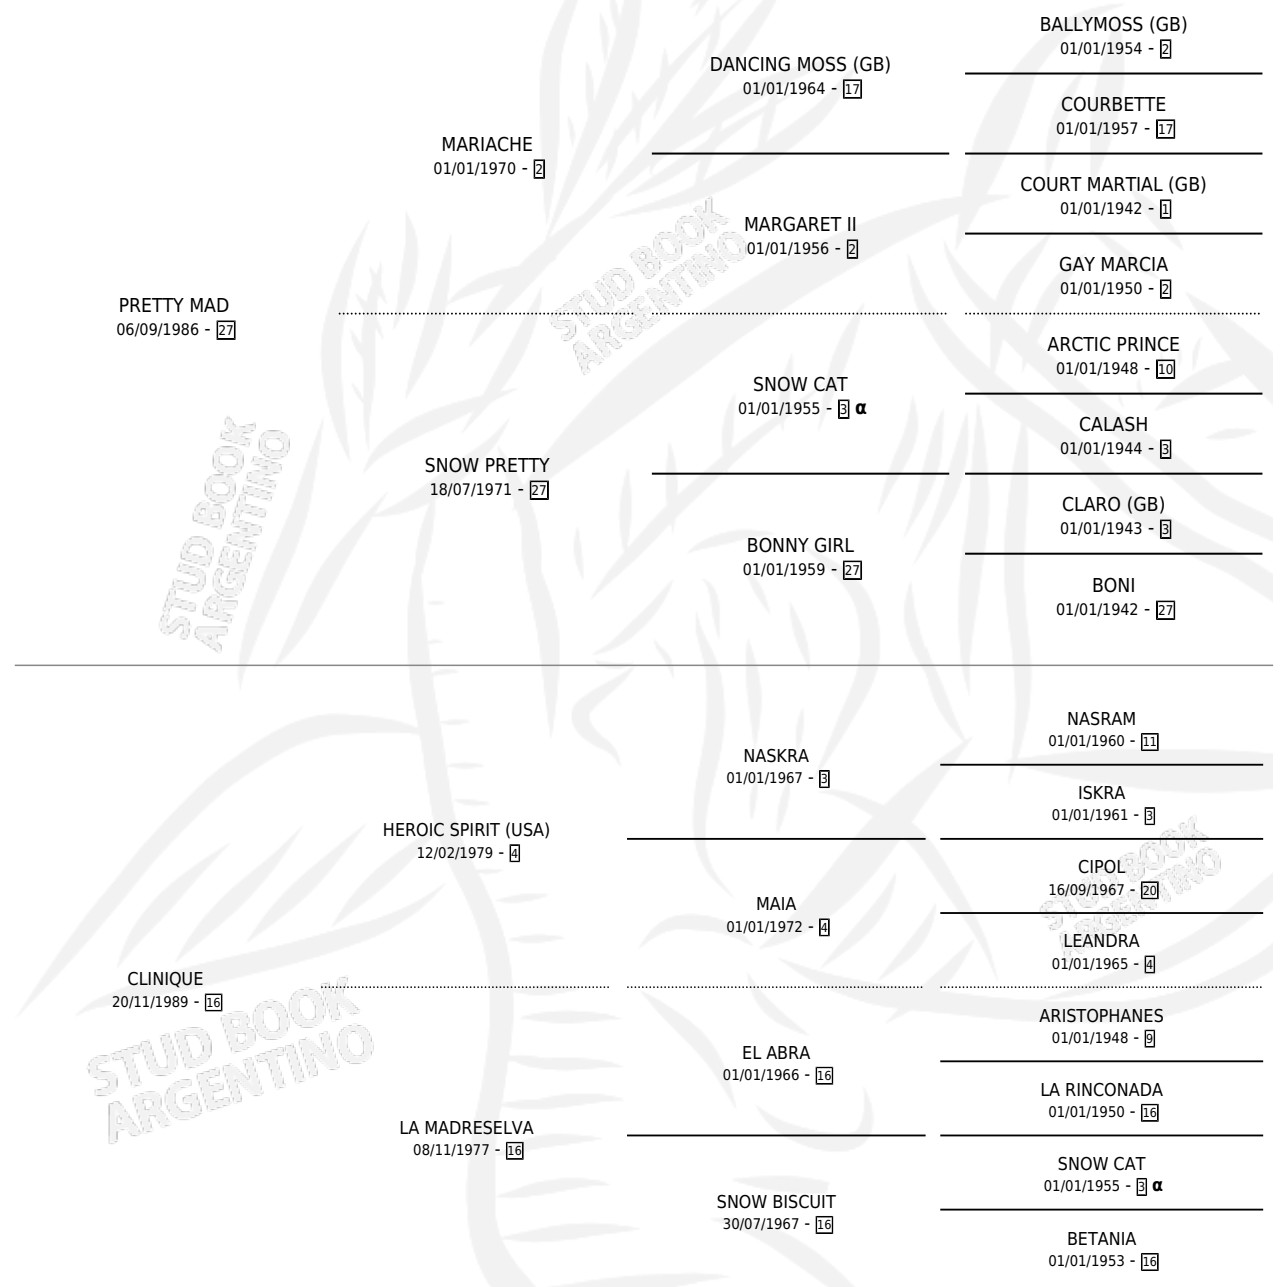 BALLYMOSS (GB)
01/01/1954 - 2
DANCING MOSS (GB)
01/01/1964 - 17
COURBETTE
01/01/1957 - 17
MARIACHE
01/01/1970 - 2
COURT MARTIAL (GB)
01/01/1942 - 1
MARGARET II
01/01/1956 - 2
GAY MARCIA
01/01/1950 - 2
PRETTY MAD
06/09/1986 - 27
ARCTIC PRINCE
01/01/1948 - 10
SNOW CAT
01/01/1955 - 3 α
CALASH
01/01/1944 - 3
SNOW PRETTY
18/07/1971 - 27
CLARO (GB)
01/01/1943 - 3
BONNY GIRL
01/01/1959 - 27
BONI
01/01/1942 - 27
STUD BOOK
ARGENTINO
STUD BOOK
ARGENTINO
NASRAM
01/01/1960 - 11
NASKRA
01/01/1967 - 3
ISKRA
01/01/1961 - 3
HEROIC SPIRIT (USA)
12/02/1979 - 4
CIPOL
16/09/1967 - 20
MAIA
01/01/1972 - 4
LEANDRA
01/01/1965 - 4
CLINIQUE
20/11/1989 - 16
ARISTOPHANES
01/01/1948 - 9
EL ABRA
01/01/1966 - 16
LA RINCONADA
01/01/1950 - 16
LA MADRESELVA
08/11/1977 - 16
SNOW CAT
01/01/1955 - 3 α
SNOW BISCUIT
30/07/1967 - 16
BETANIA
01/01/1953 - 16
STUD BOOK
ARGENTINO
STUD BOOK
ARGENTINO